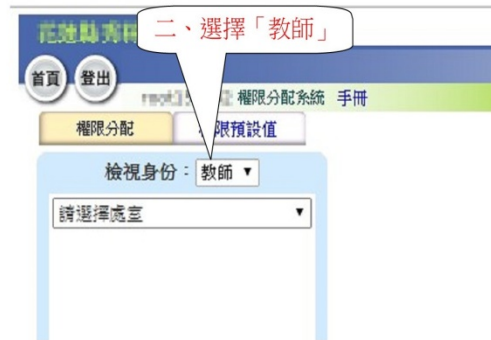 二、選擇「教師」
首頁 登出
權限分配系統 手冊
權限分配 限預設值
檢視身份：教師
請選擇處室